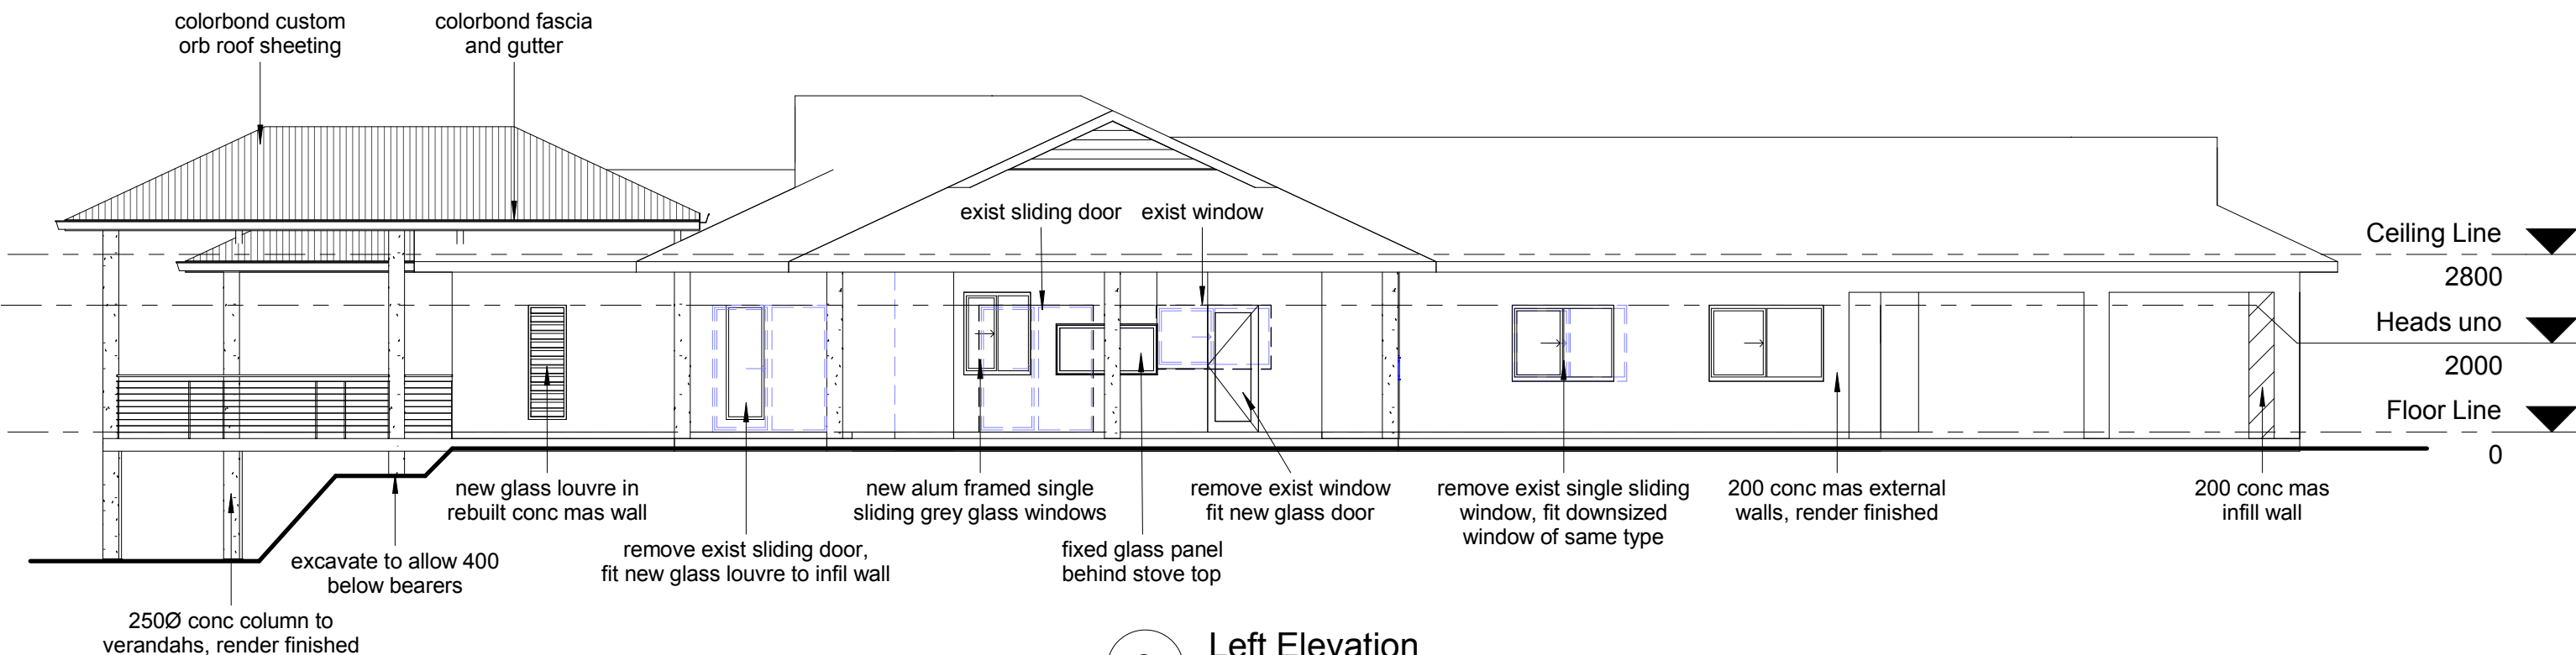 colorbond custom
orb roof sheeting
colorbond fascia
and gutter
exist sliding door
exist window
Ceiling Line
2800
Heads uno
2000
Floor Line
0
new glass louvre in
rebuilt conc mas wall
new alum framed single
sliding grey glass windows
remove exist window
fit new glass door
remove exist single sliding
window, fit downsized
window of same type
200 conc mas external
walls, render finished
200 conc mas
infill wall
excavate to allow 400
below bearers
remove exist sliding door,
fit new glass louvre to infil wall
fixed glass panel
behind stove top
250Ø conc column to
verandahs, render finished
Left Elevation